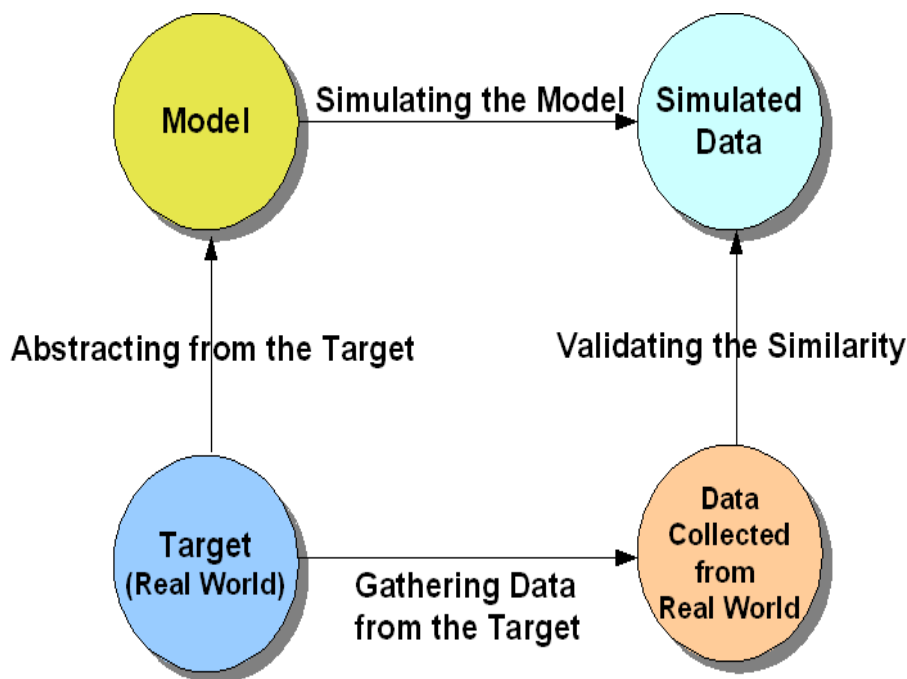 Model
Simulating the Model
Simulated
Data
Abstracting from the Target
Validating the Similarity
Target
(Real World)
Gathering Data
from the Target
Data
Collected
from
Real World